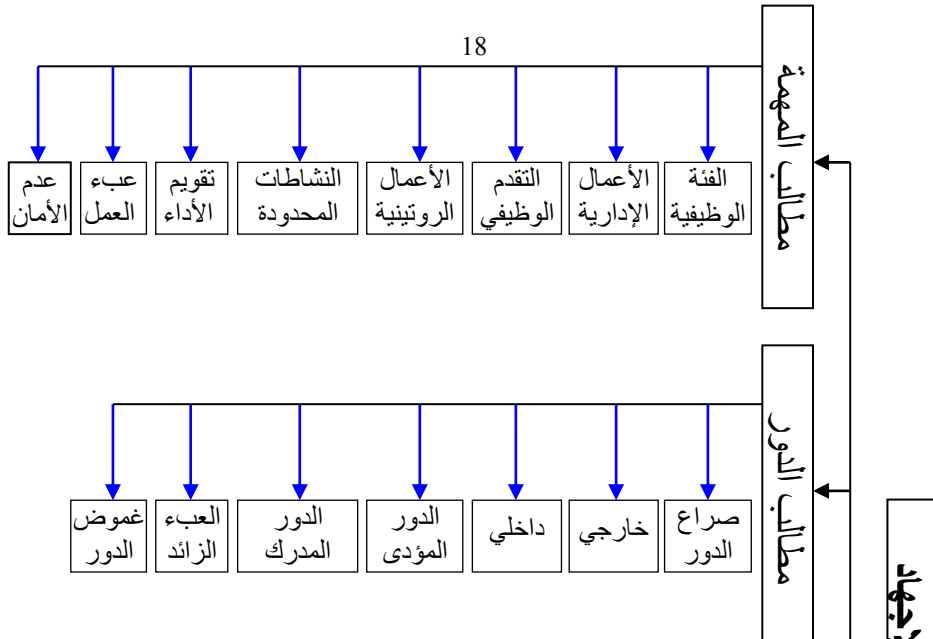 18
مطالب المهمة
الفئة
الوظيفية
الأعمال
الإدارية
التقدم
الوظيفي
الأعمال
الروتينية
النشاطات
المحدودة
تقويم
الأداء
عبء
العمل
عدم
الأمان
مطالب الدور
صراع
الدور
خارجي
داخلي
الدور
المؤدى
الدور
المدرك
العبء
الزائد
غموض
الدور